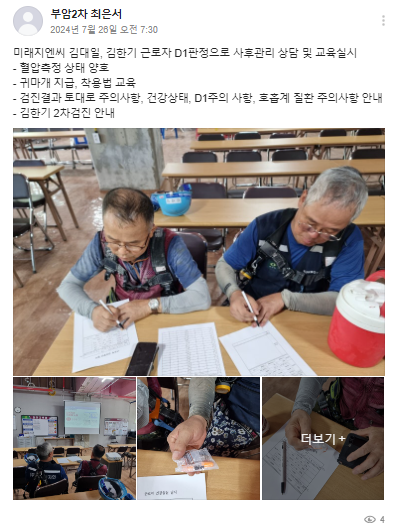 부암2차 최은서
2024년 7월 26일 오전 7:30
미래지엔씨 김대일, 김한기 근로자 D1판정으로 사후관리 상담 및 교육실시
- 혈압측정 상태 양호
- 귀마개 지급, 착용법 교육
- 검진결과 토대로 주의사항, 건강상태, D1주의 사항, 호흡계 질환 주의사항 안내
- 김한기 2차검진 안내
더보기 +
4